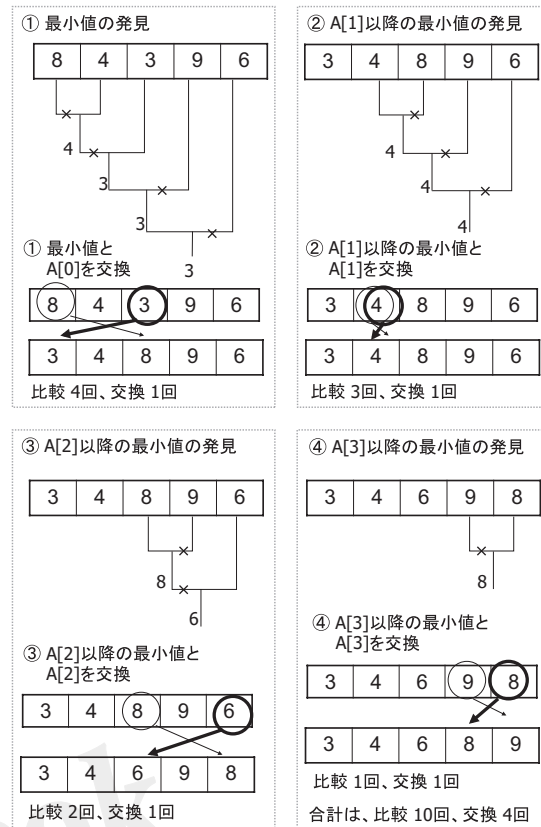 ① 最小値の発見
8 4 3 9 6
4
3
3
3
① 最小値と
A[0]を交換
8 4 3 9 6
3 4 8 9 6
比較 4回、交換 1回
② A[1]以降の最小値の発見
3 4 8 9 6
4
4
4
② A[1]以降の最小値と
A[1]を交換
3 4 8 9 6
3 4 8 9 6
比較 3回、交換 1回
③ A[2]以降の最小値の発見
3 4 8 9 6
8
6
③ A[2]以降の最小値と
A[2]を交換
3 4 8 9 6
3 4 6 9 8
比較 2回、交換 1回
④ A[3]以降の最小値の発見
3 4 6 9 8
8
④ A[3]以降の最小値と
A[3]を交換
3 4 6 9 8
3 4 6 8 9
比較 1回、交換 1回
合計は、比較 10回、交換 4回